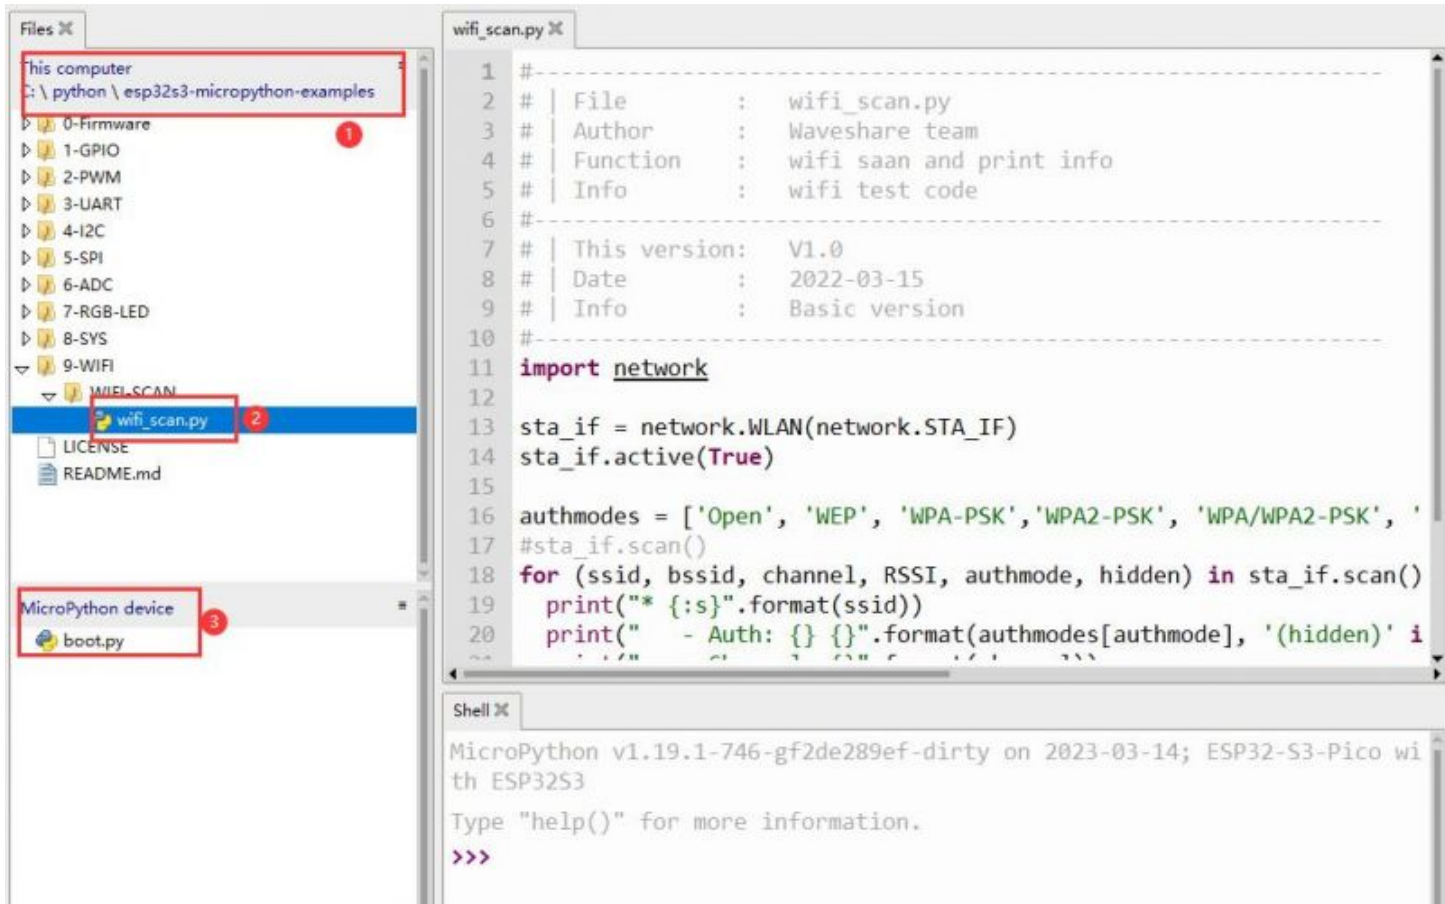 Files
This computer
C: \ python \ esp32s3-micropython-examples
1
0-Firmware
1-GPIO
2-PWM
3-UART
4-I2C
5-SPI
6-ADC
7-RGB-LED
8-SYS
9-WIFI
WIFI-SCAN
wifi_scan.py
2
LICENSE
README.md
MicroPython device
3
boot.py
wifi_scan.py
1 #----------------------------------------------------------------
2 # | File : wifi_scan.py
3 # | Author : Waveshare team
4 # | Function : wifi saan and print info
5 # | Info : wifi test code
6 #----------------------------------------------------------------
7 # | This version: V1.0
8 # | Date : 2022-03-15
9 # | Info : Basic version
10 #----------------------------------------------------------------
11 import network
12
13 sta_if = network.WLAN(network.STA_IF)
14 sta_if.active(True)
15
16 authmodes = ['Open', 'WEP', 'WPA-PSK','WPA2-PSK', 'WPA/WPA2-PSK', '
17 #sta_if.scan()
18 for (ssid, bssid, channel, RSSI, authmode, hidden) in sta_if.scan()
19 print("* {:s}".format(ssid))
20 print("   - Auth: {} {}".format(authmodes[authmode], '(hidden)' i
Shell
MicroPython v1.19.1-746-gf2de289ef-dirty on 2023-03-14; ESP32-S3-Pico wi
th ESP32S3
Type "help()" for more information.
>>>